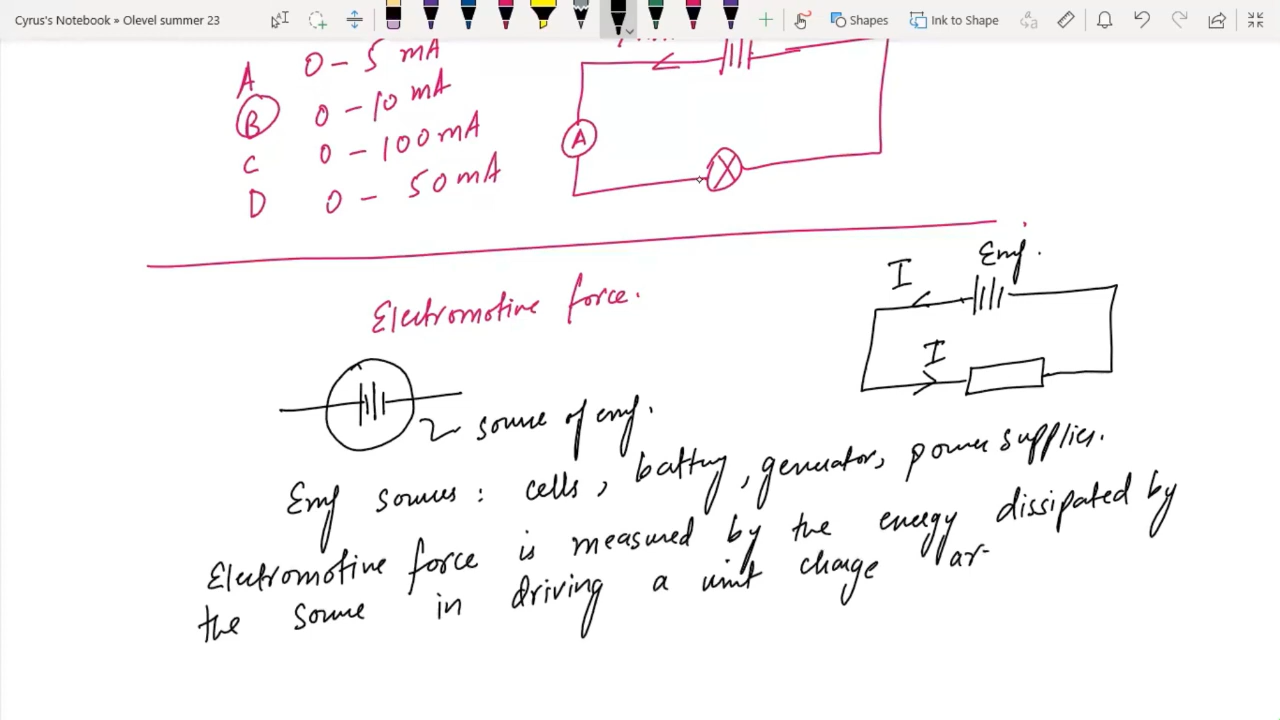 Cyrus's Notebook » Olevel summer 23
Shapes
Ink to Shape
A 0 - 5 mA
B 0 - 10 mA
C 0 - 100 mA
D 0 - 50 mA
A
Electromotive force.
Emf.
I
I
source of emf.
Emf sources : cells, battery, generators, power supplies.
Electromotive force is measured by the energy dissipated by
the source in driving a unit charge ar